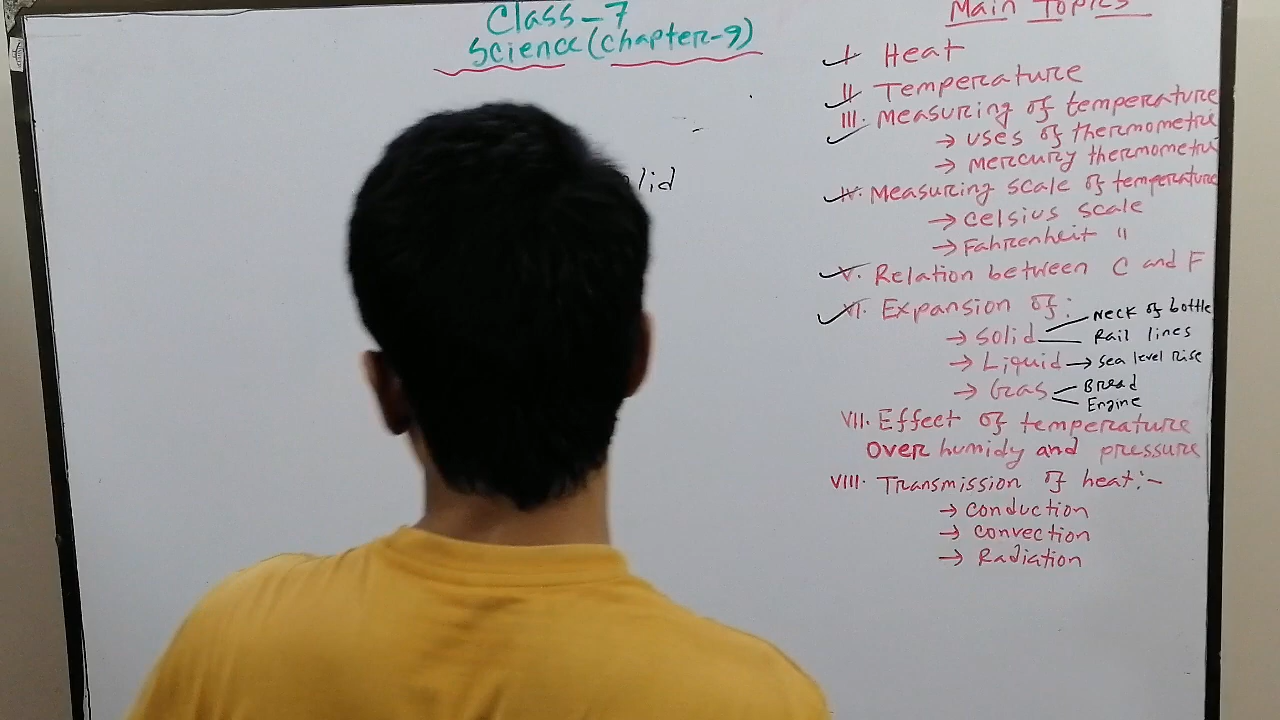 Class-7
Science (chapter-9)
lid
Main Topics
I Heat
II Temperature
III. Measuring of temperature
→ uses of thermometri
→ Mercury thermometri
IV. Measuring scale of temperature
→ Celsius scale
→ Fahrenheit "
V. Relation between C and F
VI. Expansion of:
→ Solid Neck of bottle
Rail lines
→ Liquid → Sea level Rise
→ Gas Bread
Engine
VII. Effect of temperature
over humidy and pressure
VIII. Transmission of heat:-
→ conduction
→ convection
→ Radiation